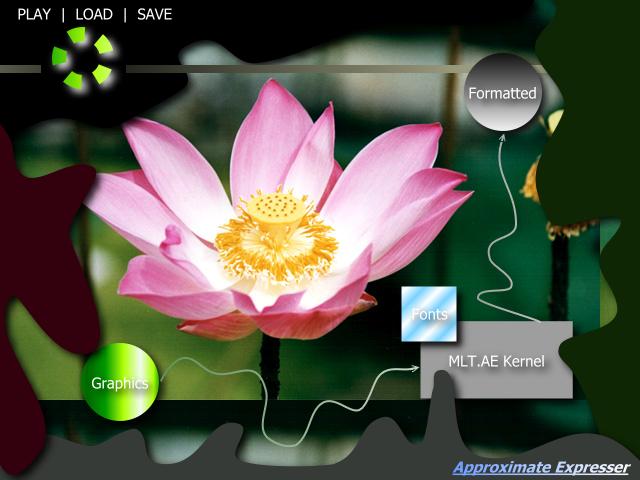 PLAY | LOAD | SAVE
Formatted
Fonts
MLT.AE Kernel
Graphics
Approximate Expresser